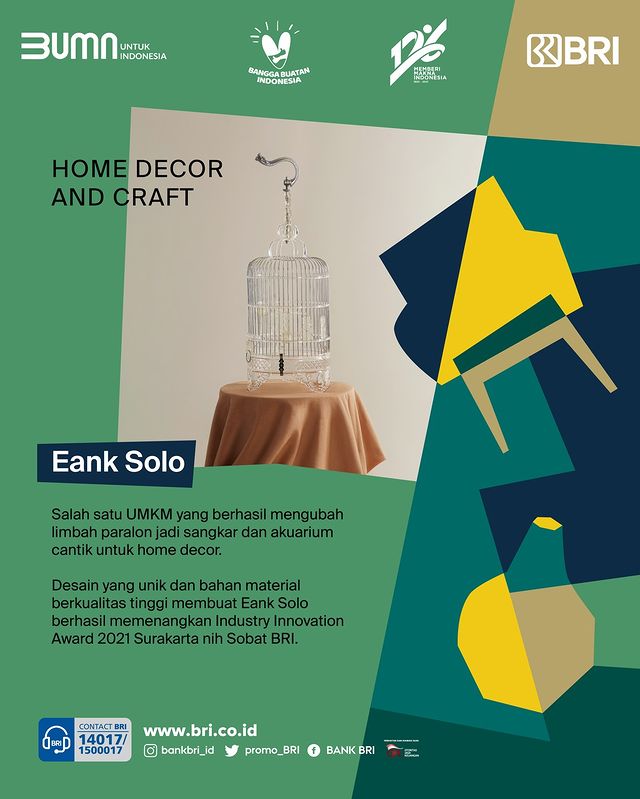 BUMN UNTUK
INDONESIA
BANGGA BUATAN
INDONESIA
126
MEMBERI
MAKNA
INDONESIA
BRI
HOME DECOR
AND CRAFT
Eank Solo
Salah satu UMKM yang berhasil mengubah
limbah paralon jadi sangkar dan akuarium
cantik untuk home decor.
Desain yang unik dan bahan material
berkualitas tinggi membuat Eank Solo
berhasil memenangkan Industry Innovation
Award 2021 Surakarta nih Sobat BRI.
BRI
CONTACT BRI
14017/
1500017
www.bri.co.id
bankbri_id promo_BRI BANK BRI